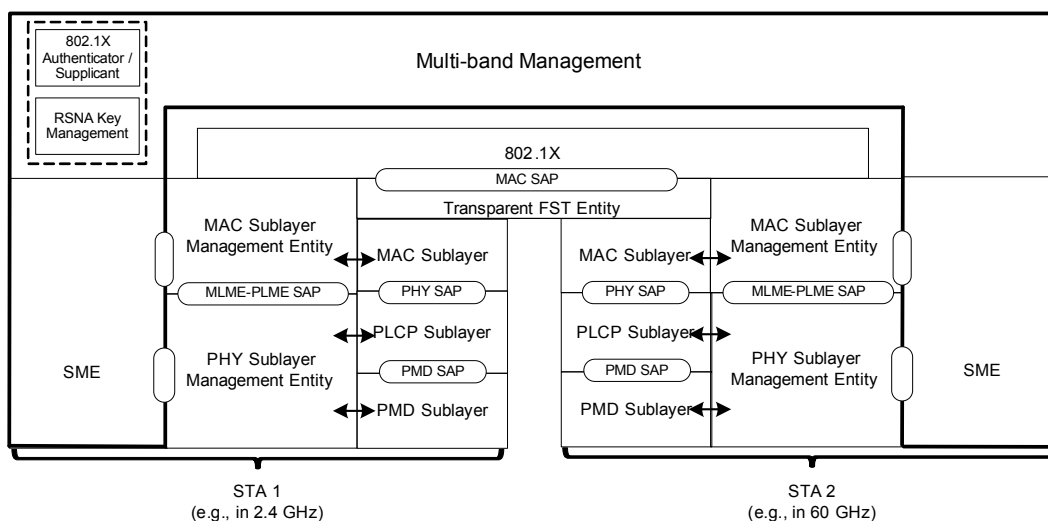 802.1X
Authenticator /
Supplicant
RSNA Key
Management
Multi-band Management
802.1X
MAC SAP
Transparent FST Entity
MAC Sublayer
Management Entity
MAC Sublayer
MAC Sublayer
MAC Sublayer
Management Entity
MLME-PLME SAP
PHY SAP
PHY SAP
MLME-PLME SAP
SME
PHY Sublayer
Management Entity
PLCP Sublayer
PMD SAP
PMD Sublayer
PLCP Sublayer
PMD SAP
PMD Sublayer
PHY Sublayer
Management Entity
SME
STA 1
(e.g., in 2.4 GHz)
STA 2
(e.g., in 60 GHz)